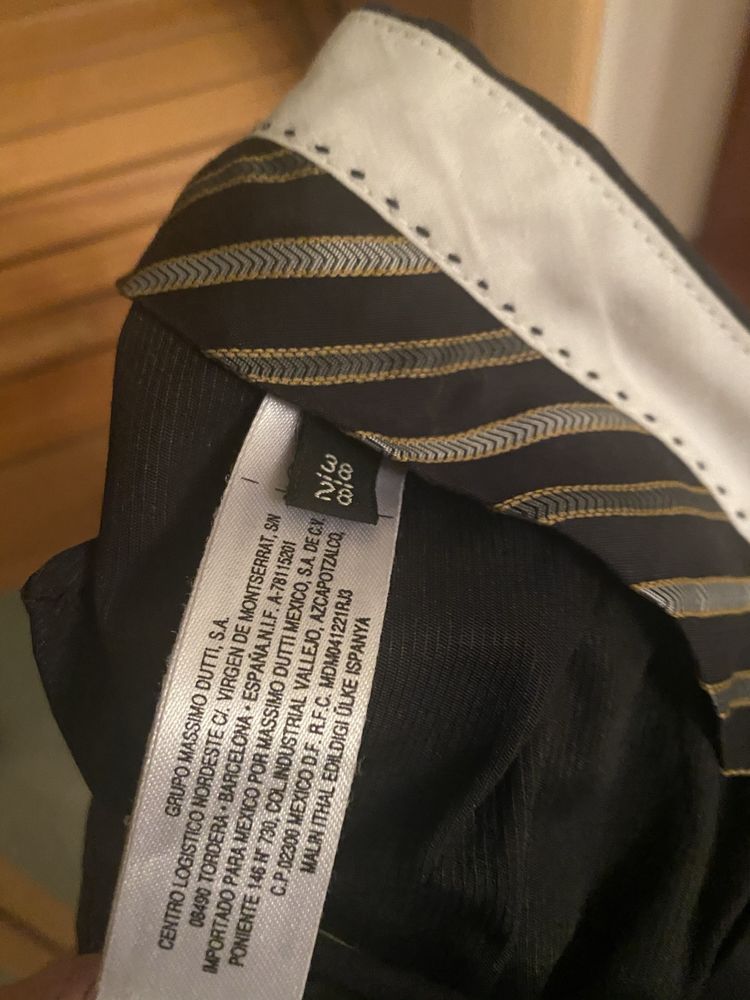 GRUPO MASSIMO DUTTI, S.A.
CENTRO LOGISTICO NORDESTE C/. VIRGEN DE MONTSERRAT, S/N
08490 TORDERA - BARCELONA - ESPAÑA N.I.F. A-78115201
IMPORTADO PARA MEXICO POR MASSIMO DUTTI MEXICO, S.A. DE C.V.
PONIENTE 146 Nº 730, COL.INDUSTRIAL VALLEJO, AZCAPOTZALCO,
C.P 02300 MEXICO D.F. R.F.C. MDM041221RJ3
MALIN ITHAL EDILDIGI ÜLKE ISPANYA